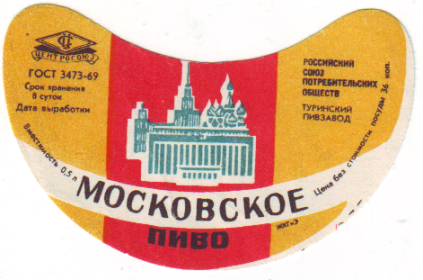 ЦЕНТРОСОЮЗ
ГОСТ 3473-69
Срок хранения
8 суток
Дата выработки
РОССИЙСКИЙ
СОЮЗ
ПОТРЕБИТЕЛЬСКИХ
ОБЩЕСТВ
ТУРИНСКИЙ
ПИВЗАВОД
Вместимость 0,5 л
МОСКОВСКОЕ
Цена без стоимости посуды 36 коп.
ПИВО